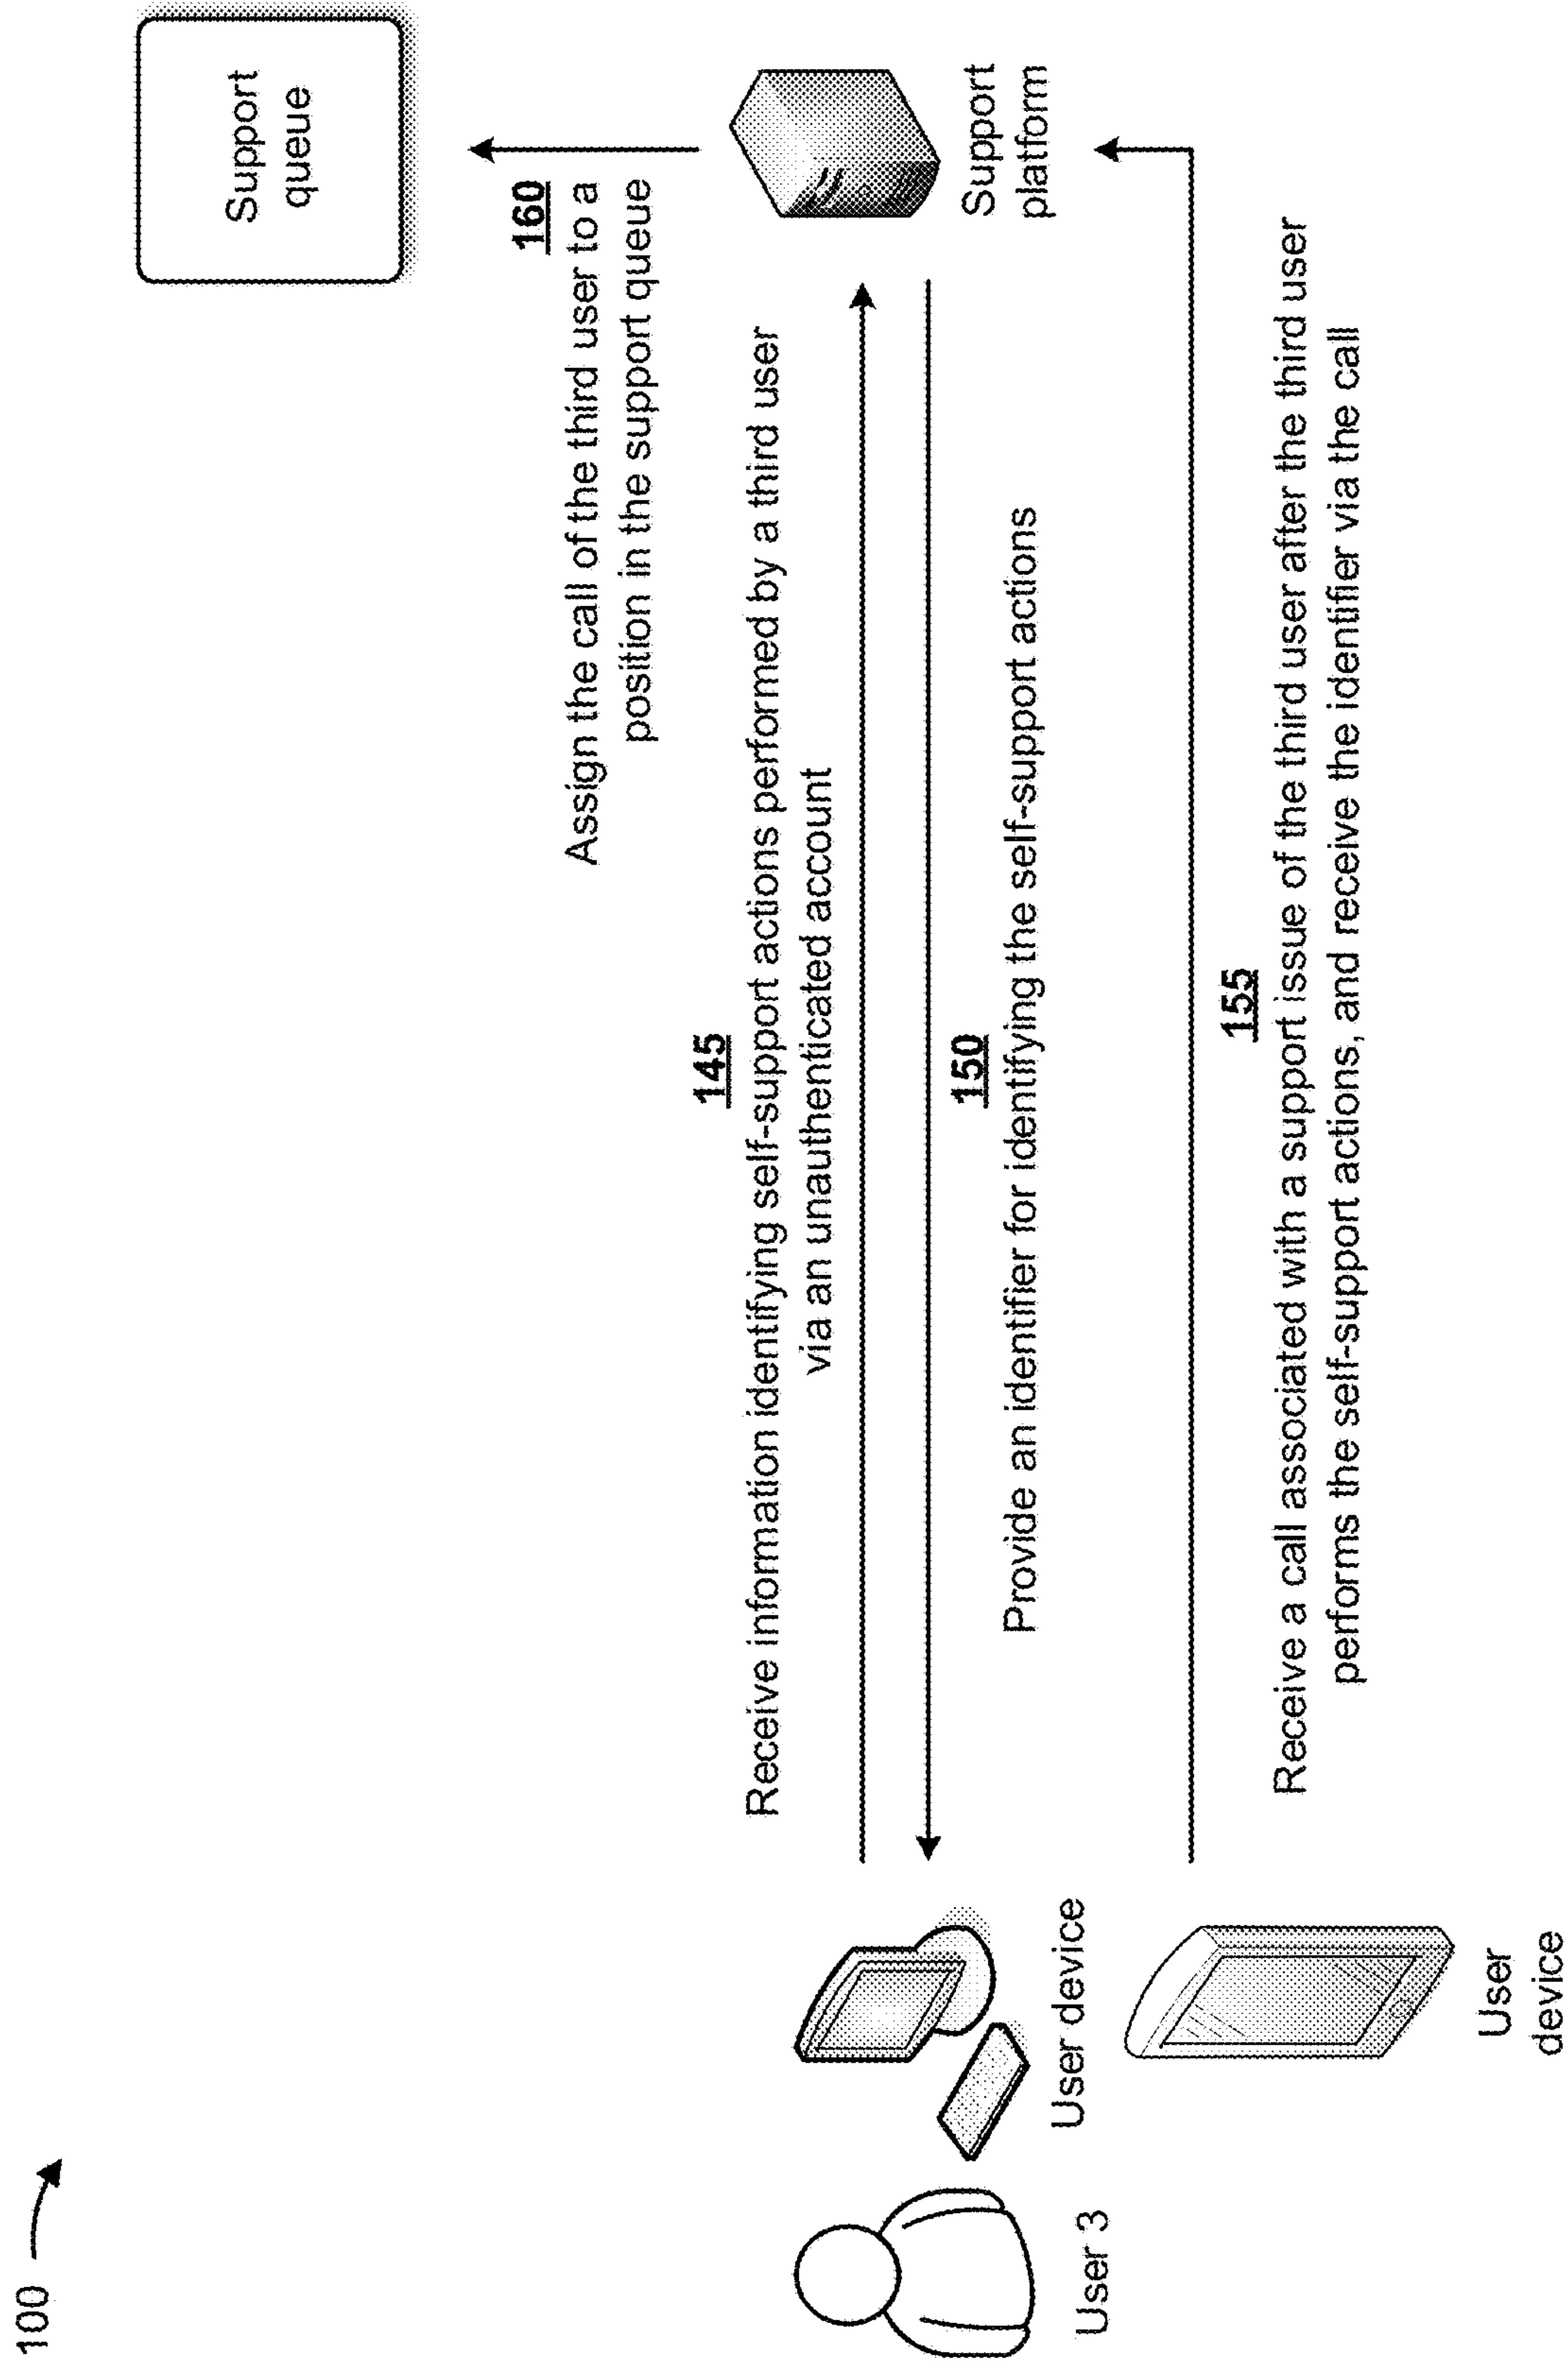 100
Support
queue
160
Assign the call of the third user to a
position in the support queue
145
Receive information identifying self-support actions performed by a third user
via an unauthenticated account
Support
platform
150
Provide an identifier for identifying the self-support actions
User 3
User device
155
Receive a call associated with a support issue of the third user after the third user
performs the self-support actions, and receive the identifier via the call
User
device